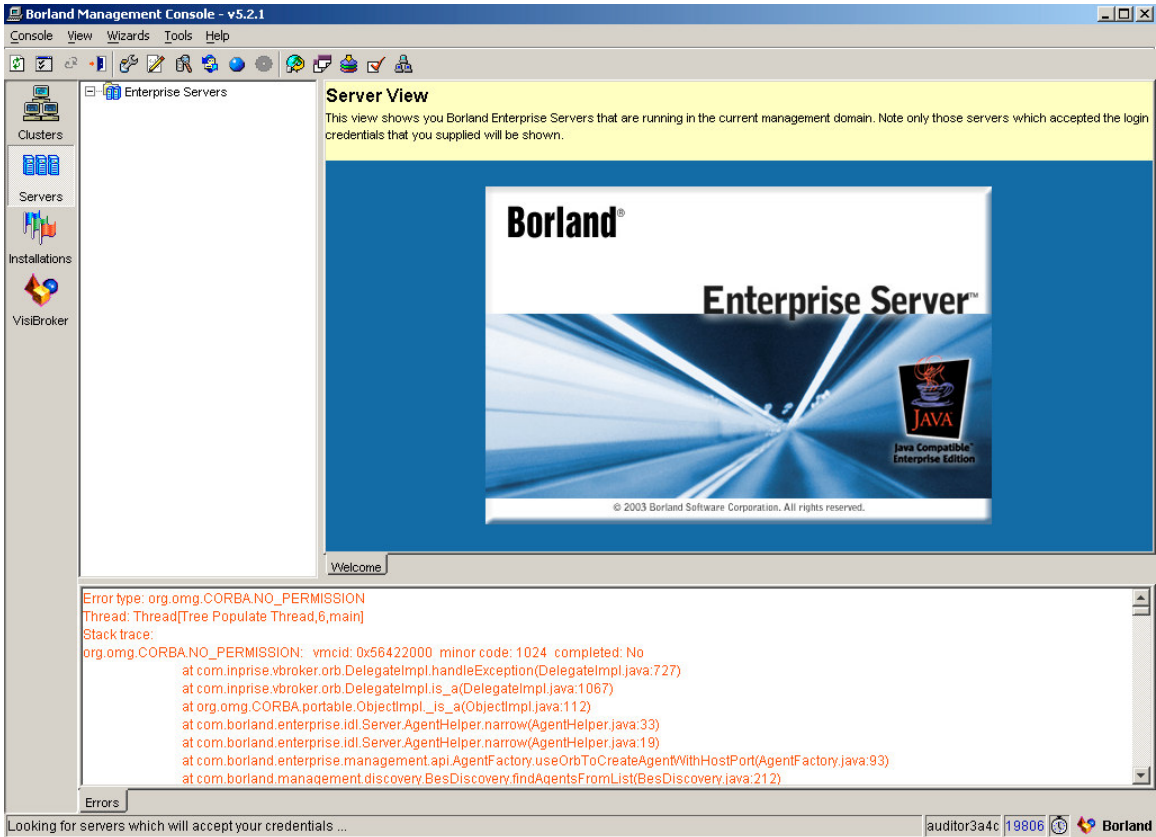 Borland Management Console - v5.2.1
Console View Wizards Tools Help
Clusters
Servers
Installations
VisiBroker
Enterprise Servers
Server View
This view shows you Borland Enterprise Servers that are running in the current management domain. Note only those servers which accepted the login
credentials that you supplied will be shown.
Borland®
Enterprise Server™
JAVA
Java Compatible™
Enterprise Edition
© 2003 Borland Software Corporation. All rights reserved.
Welcome
Error type: org.omg.CORBA.NO_PERMISSION
Thread: Thread[Tree Populate Thread,6,main]
Stack trace:
org.omg.CORBA.NO_PERMISSION: vmcid: 0x56422000 minor code: 1024 completed: No
at com.inprise.vbroker.orb.DelegateImpl.handleException(DelegateImpl.java:727)
at com.inprise.vbroker.orb.DelegateImpl.is_a(DelegateImpl.java:1067)
at org.omg.CORBA.portable.ObjectImpl._is_a(ObjectImpl.java:112)
at com.borland.enterprise.idl.Server.AgentHelper.narrow(AgentHelper.java:33)
at com.borland.enterprise.idl.Server.AgentHelper.narrow(AgentHelper.java:19)
at com.borland.enterprise.management.api.AgentFactory.useOrbToCreateAgentWithHostPort(AgentFactory.java:93)
at com.borland.management.discovery.BesDiscovery.findAgentsFromList(BesDiscovery.java:212)
Errors
Looking for servers which will accept your credentials ...
auditor3a4c 19806 Borland